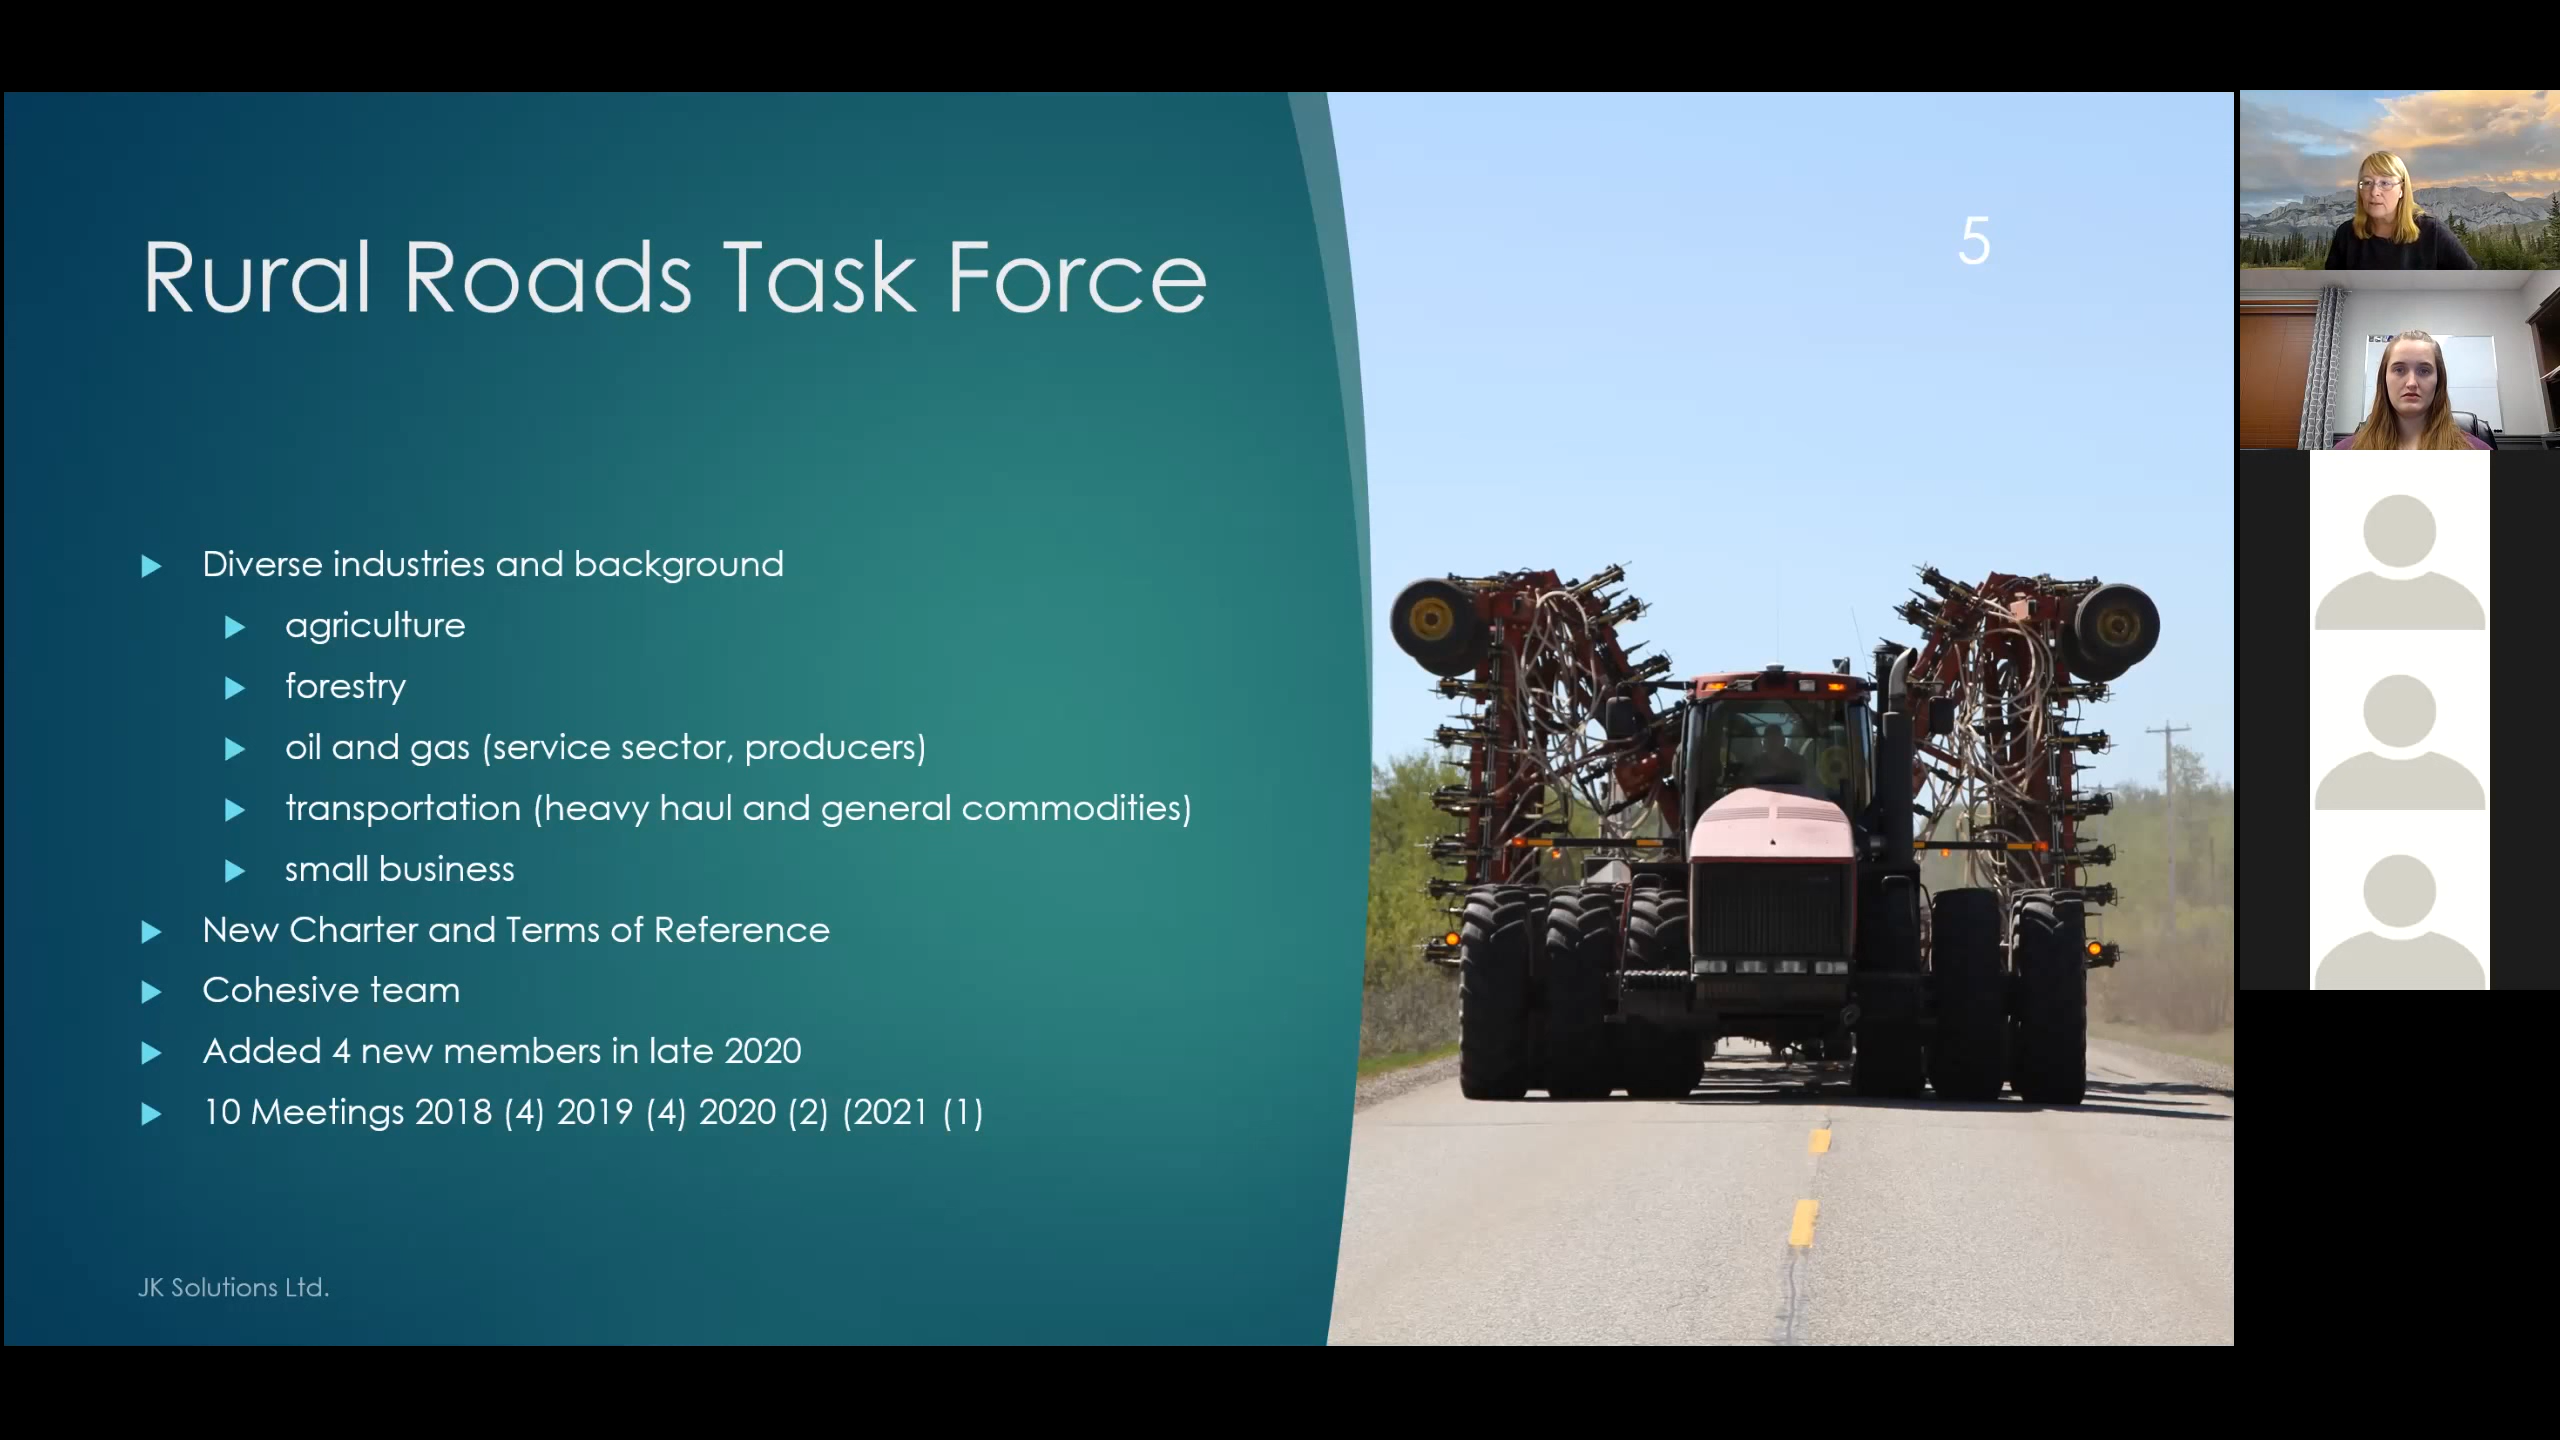 Rural Roads Task Force
5
Diverse industries and background
agriculture
forestry
oil and gas (service sector, producers)
transportation (heavy haul and general commodities)
small business
New Charter and Terms of Reference
Cohesive team
Added 4 new members in late 2020
10 Meetings 2018 (4) 2019 (4) 2020 (2) (2021 (1)
JK Solutions Ltd.